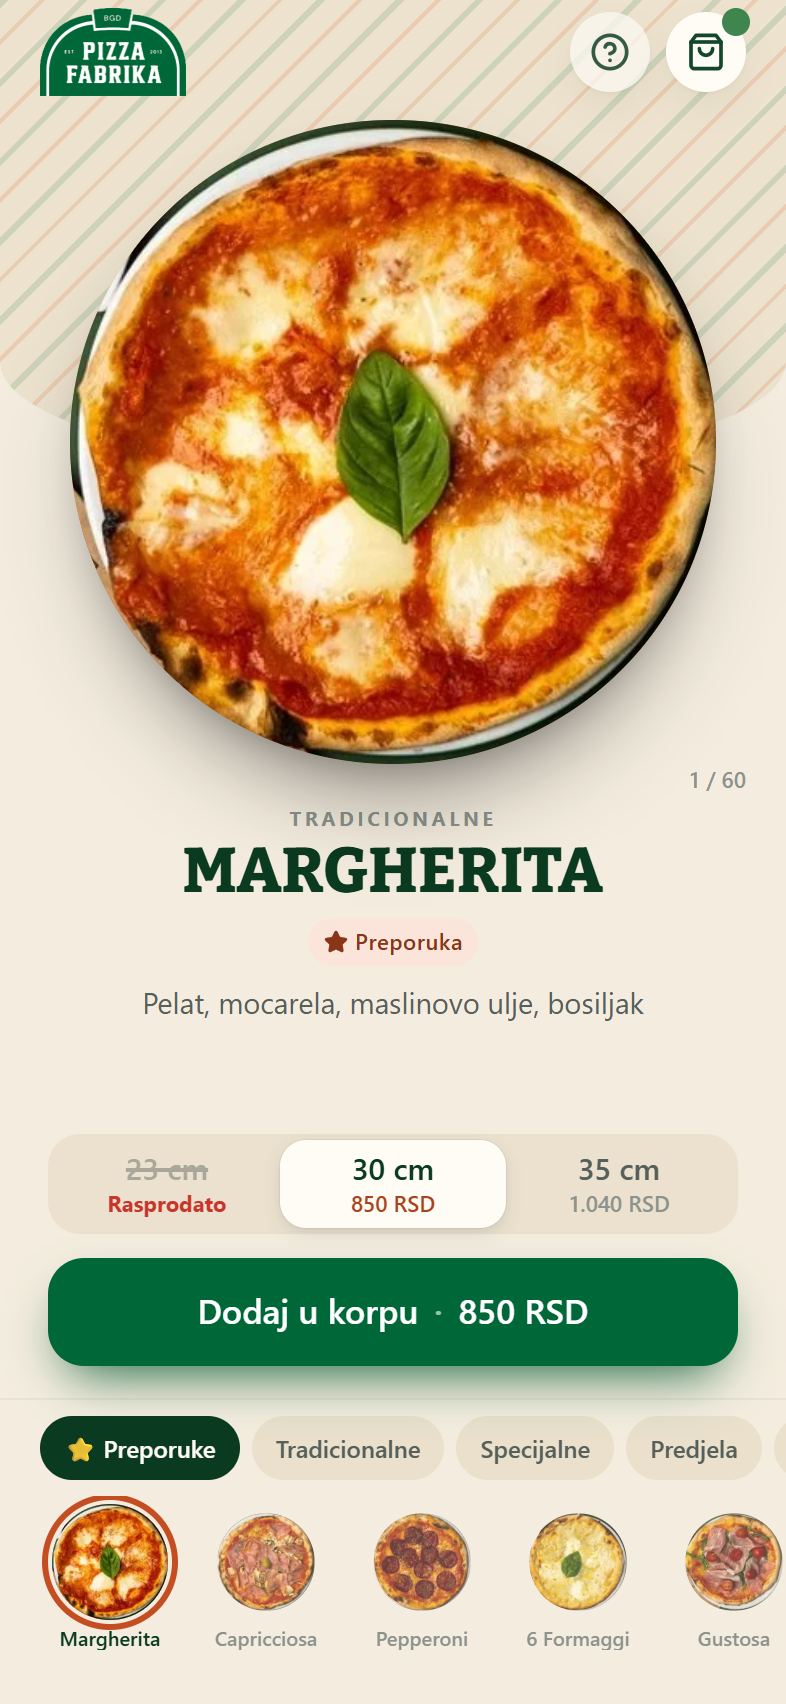 BGD
EST 2013
PIZZA
FABRIKA
1 / 60
TRADICIONALNE
MARGHERITA
Preporuka
Pelat, mocarela, maslinovo ulje, bosiljak
23 cm
Rasprodato
30 cm
850 RSD
35 cm
1.040 RSD
Dodaj u korpu · 850 RSD
Preporuke
Tradicionalne
Specijalne
Predjela
Margherita
Capricciosa
Pepperoni
6 Formaggi
Gustosa